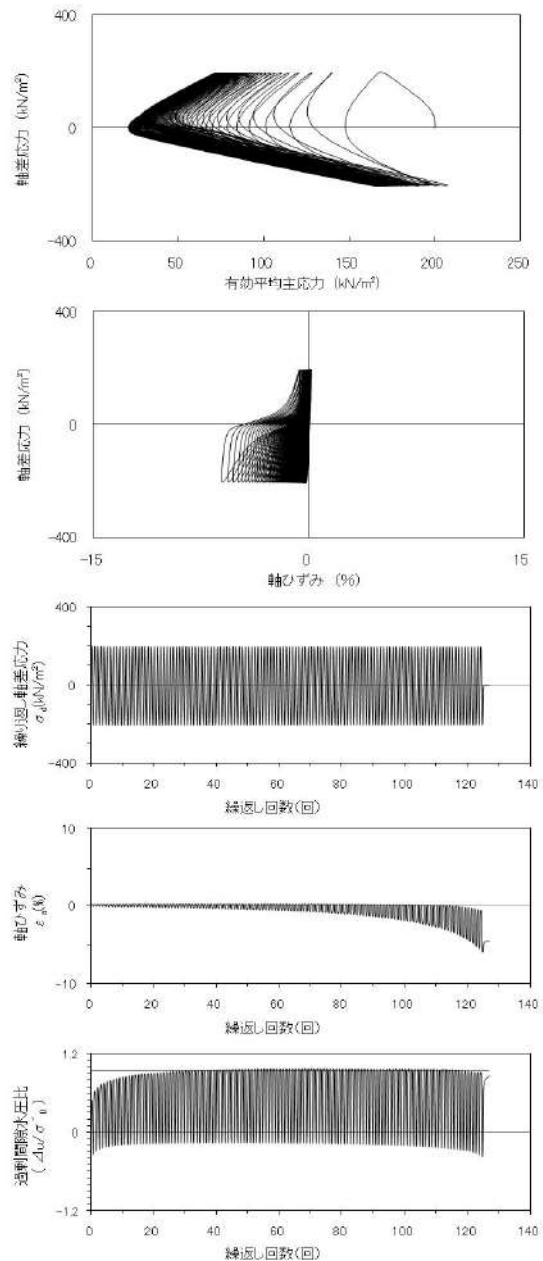 400
0
-400
軸差応力 (kN/m²)
0 50 100 150 200 250
有効平均主応力 (kN/m²)
400
0
-400
軸差応力 (kN/m²)
-15 0 15
軸ひずみ (%)
400
0
-400
繰り返し軸差応力
σd(kN/m²)
0 20 40 60 80 100 120 140
繰返し回数(回)
10
0
-10
軸ひずみ
εa(%)
0 20 40 60 80 100 120 140
繰返し回数(回)
1.2
0
-1.2
過剰間隙水圧比
(Δu/σ'0)
0 20 40 60 80 100 120 140
繰返し回数(回)